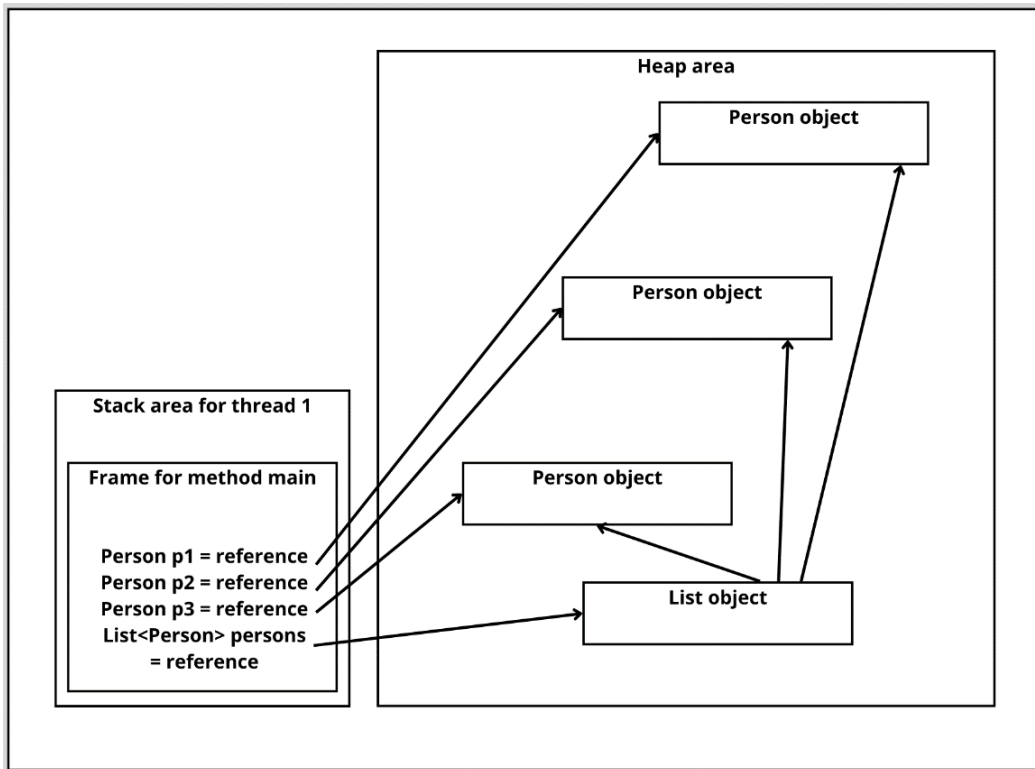 Heap area
Person object
Person object
Stack area for thread 1
Frame for method main
Person object
Person p1 = reference
Person p2 = reference
Person p3 = reference
List<Person> persons
= reference
List object